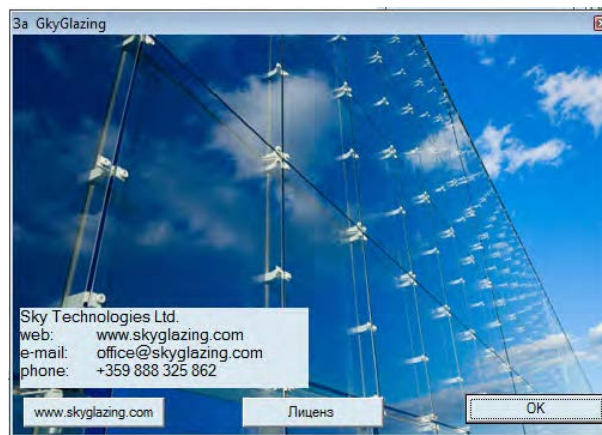 За GkyGlazing
Sky Technologies Ltd.
web: www.skyglazing.com
e-mail: office@skyglazing.com
phone: +359 888 325 862
www.skyglazing.com
Лиценз
OK